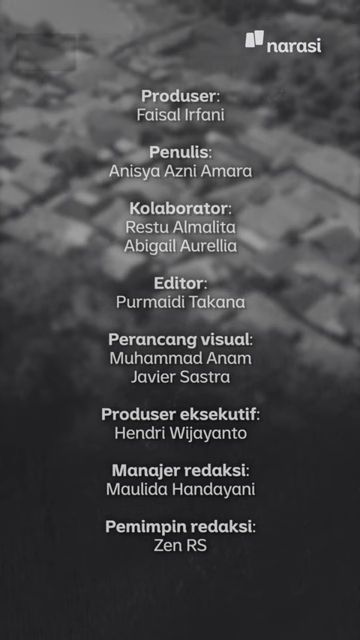 narasi
Produser:
Faisal Irfani
Penulis:
Anisya Azni Amara
Kolaborator:
Restu Almalita
Abigail Aurellia
Editor:
Purmaidi Takana
Perancang visual:
Muhammad Anam
Javier Sastra
Produser eksekutif:
Hendri Wijayanto
Manajer redaksi:
Maulida Handayani
Pemimpin redaksi:
Zen RS